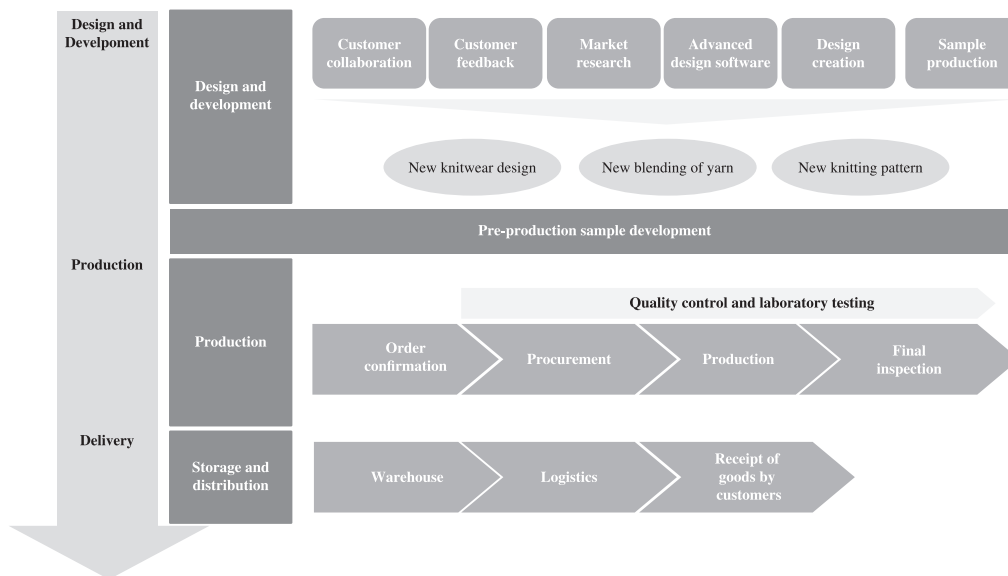 Design and
Develpoment
Design and
development
Customer
collaboration
Customer
feedback
Market
research
Advanced
design software
Design
creation
Sample
production
New knitwear design
New blending of yarn
New knitting pattern
Pre-production sample development
Production
Production
Quality control and laboratory testing
Order
confirmation
Procurement
Production
Final
inspection
Delivery
Storage and
distribution
Warehouse
Logistics
Receipt of
goods by
customers